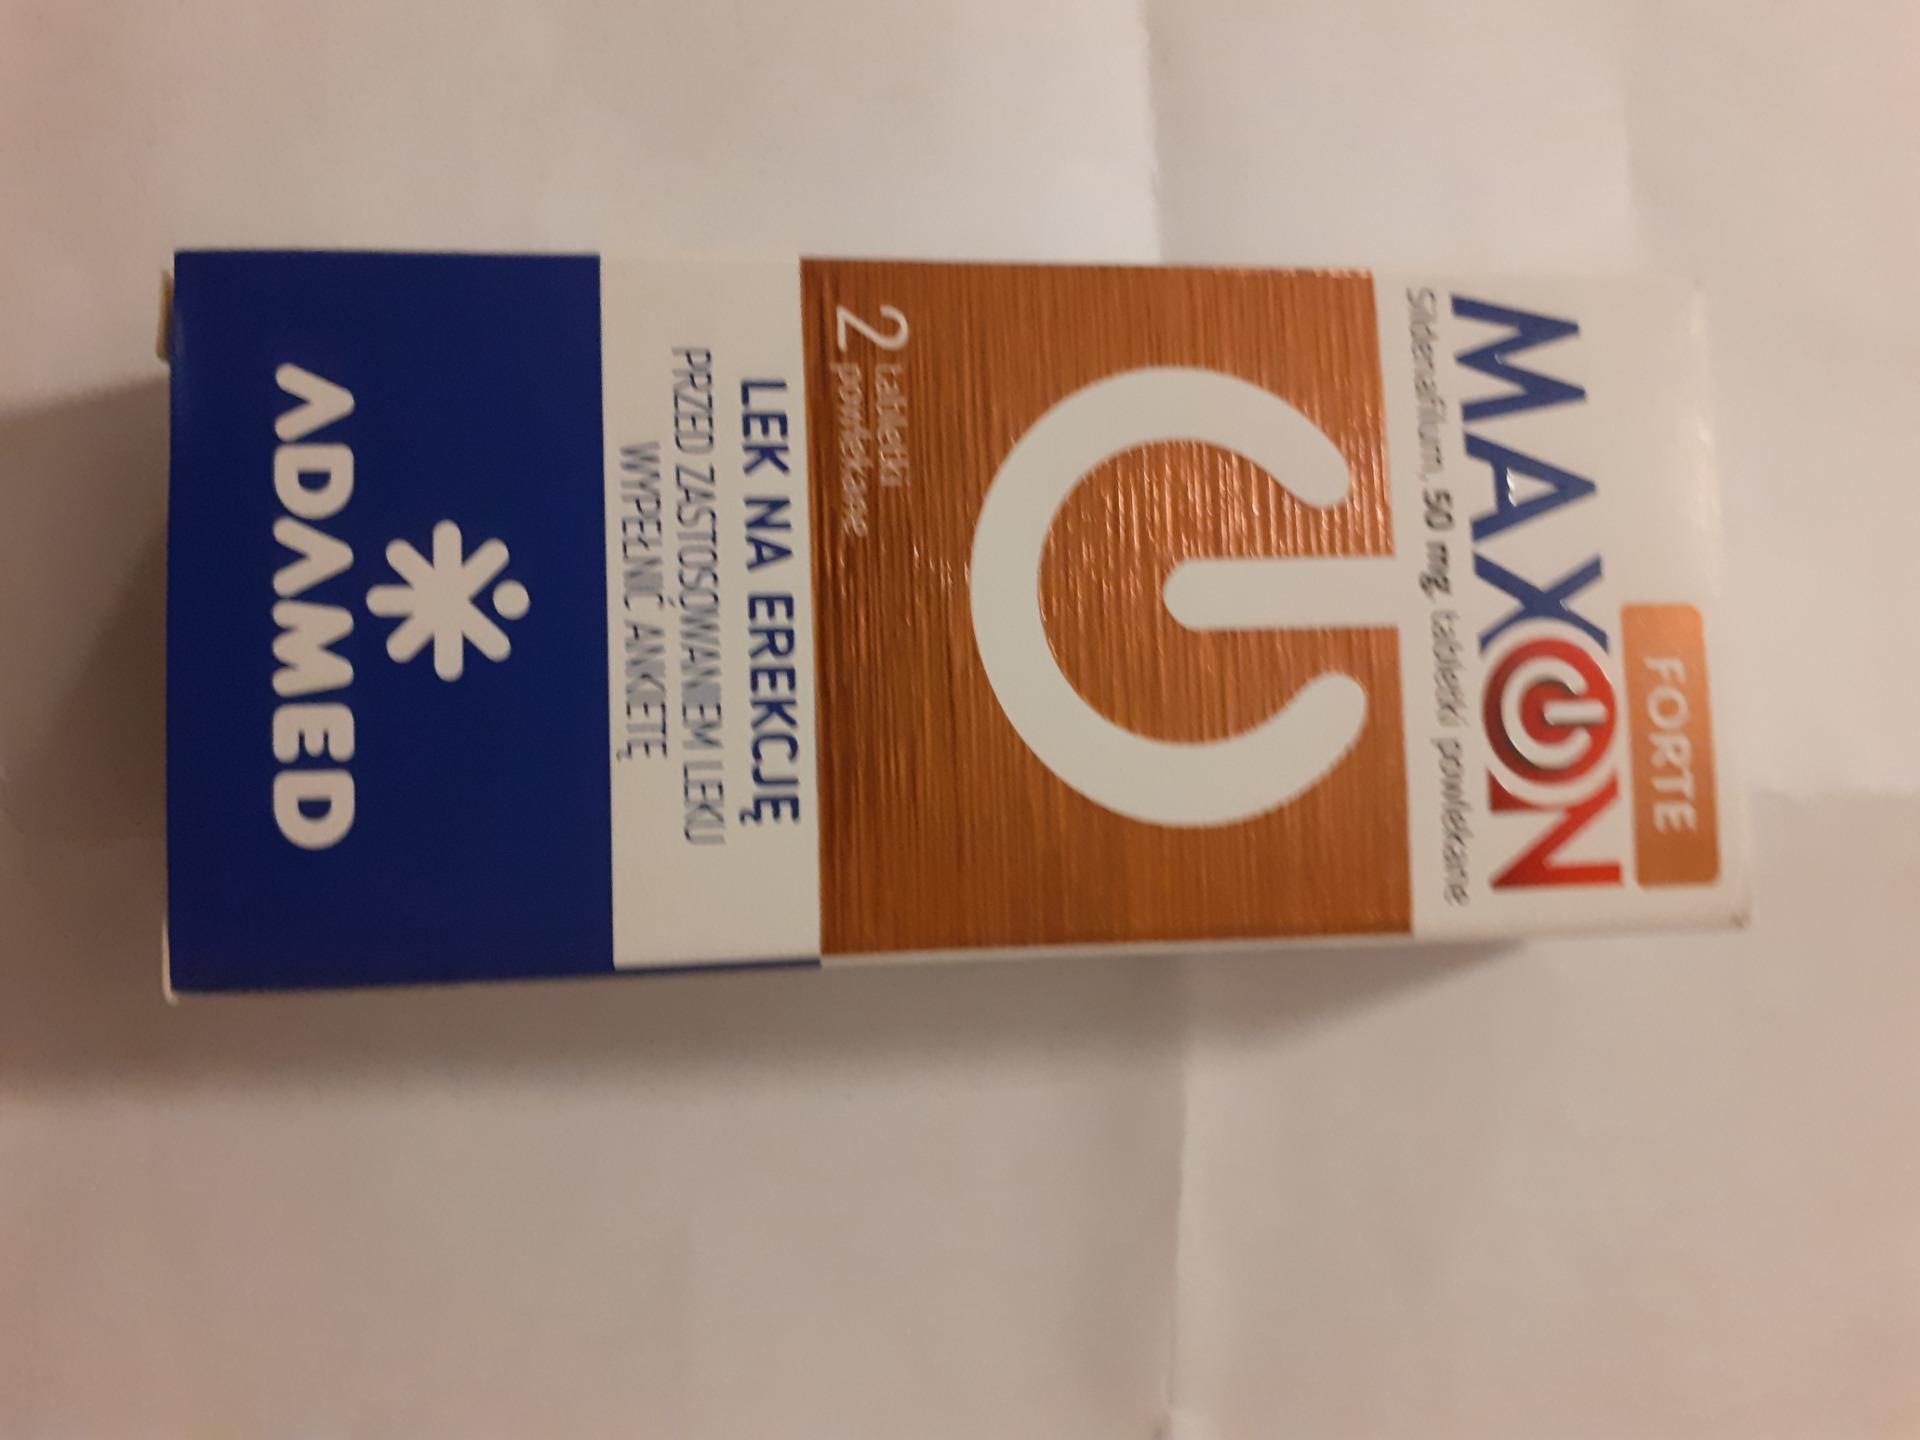 FORTE
MAXON
Sildenafilum, 50 mg, tabletki powlekane
2 tabletki
powlekane
LEK NA EREKCJĘ
PRZED ZASTOSOWANIEM LEKU
WYPEŁNIĆ ANKIETĘ
ADAMED